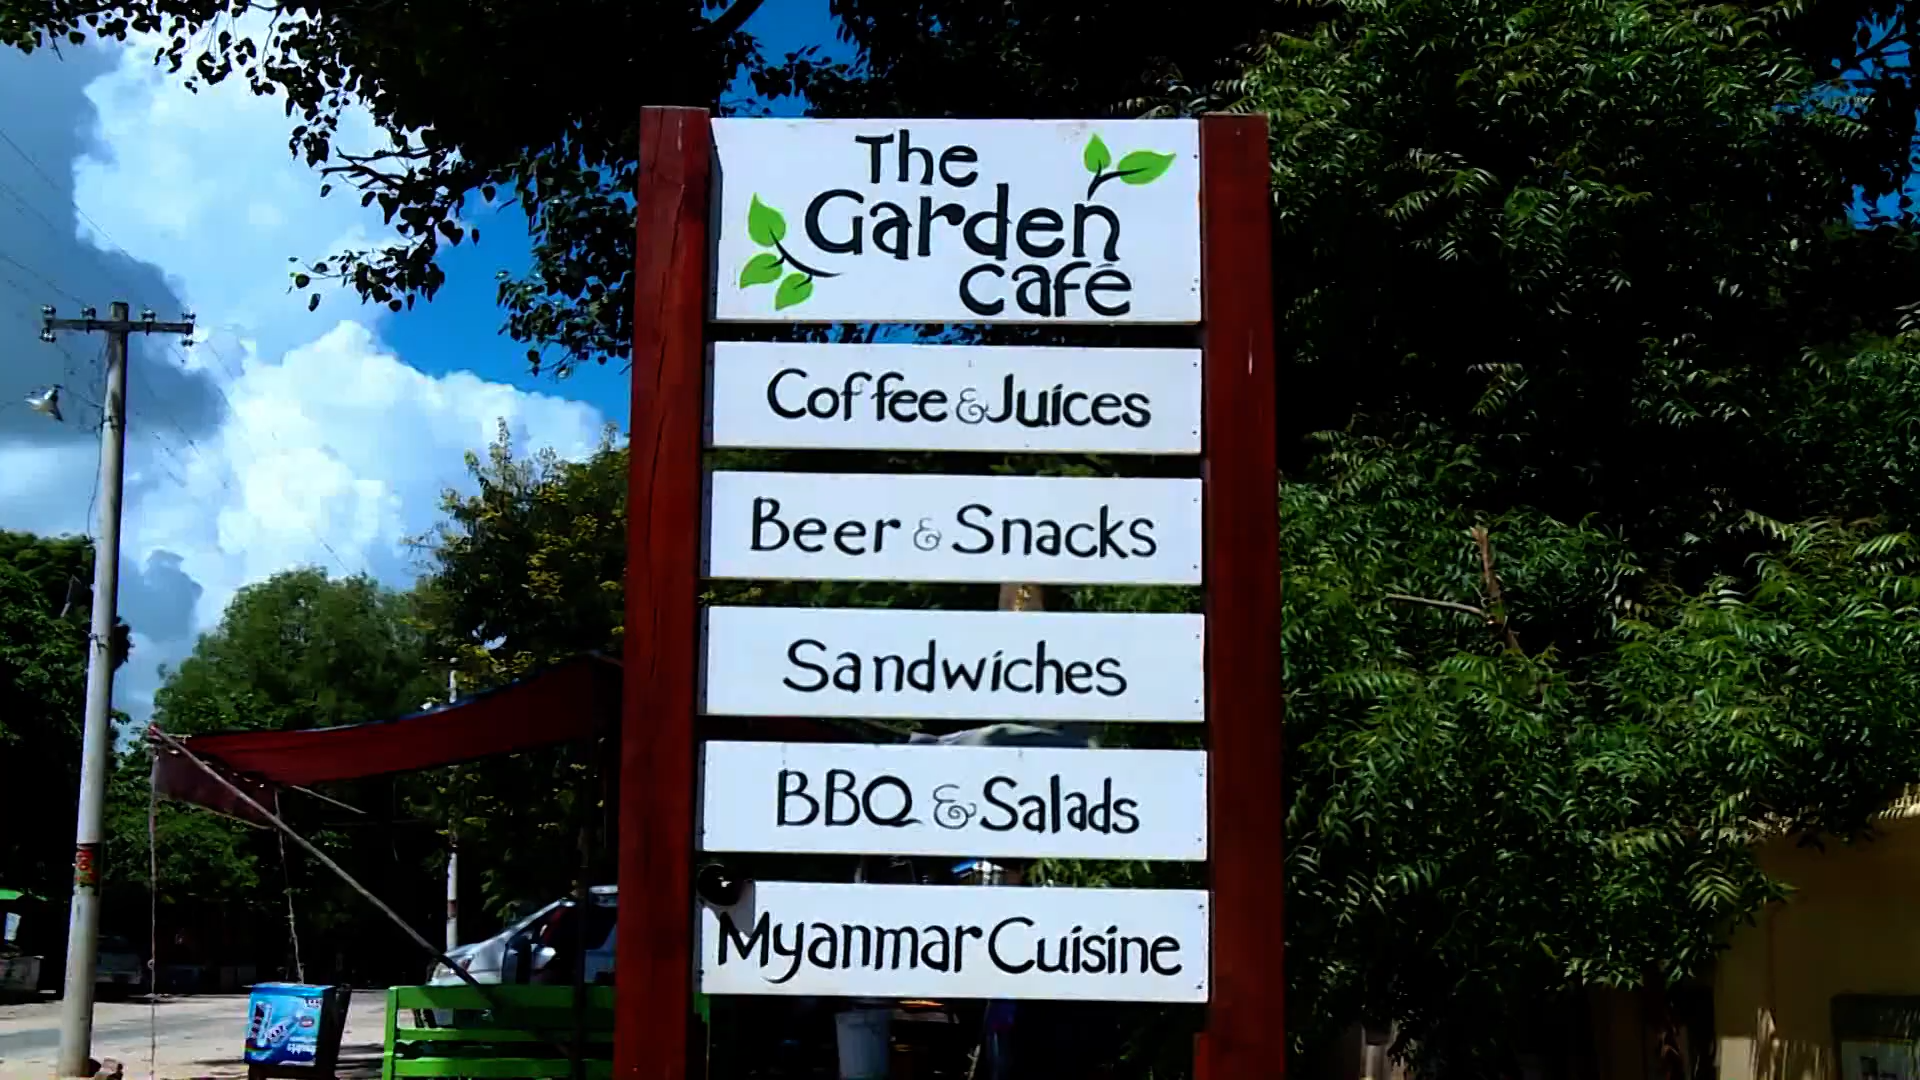 The
Garden
Café
Coffee & Juices
Beer & Snacks
Sandwiches
BBQ & Salads
Myanmar Cuisine